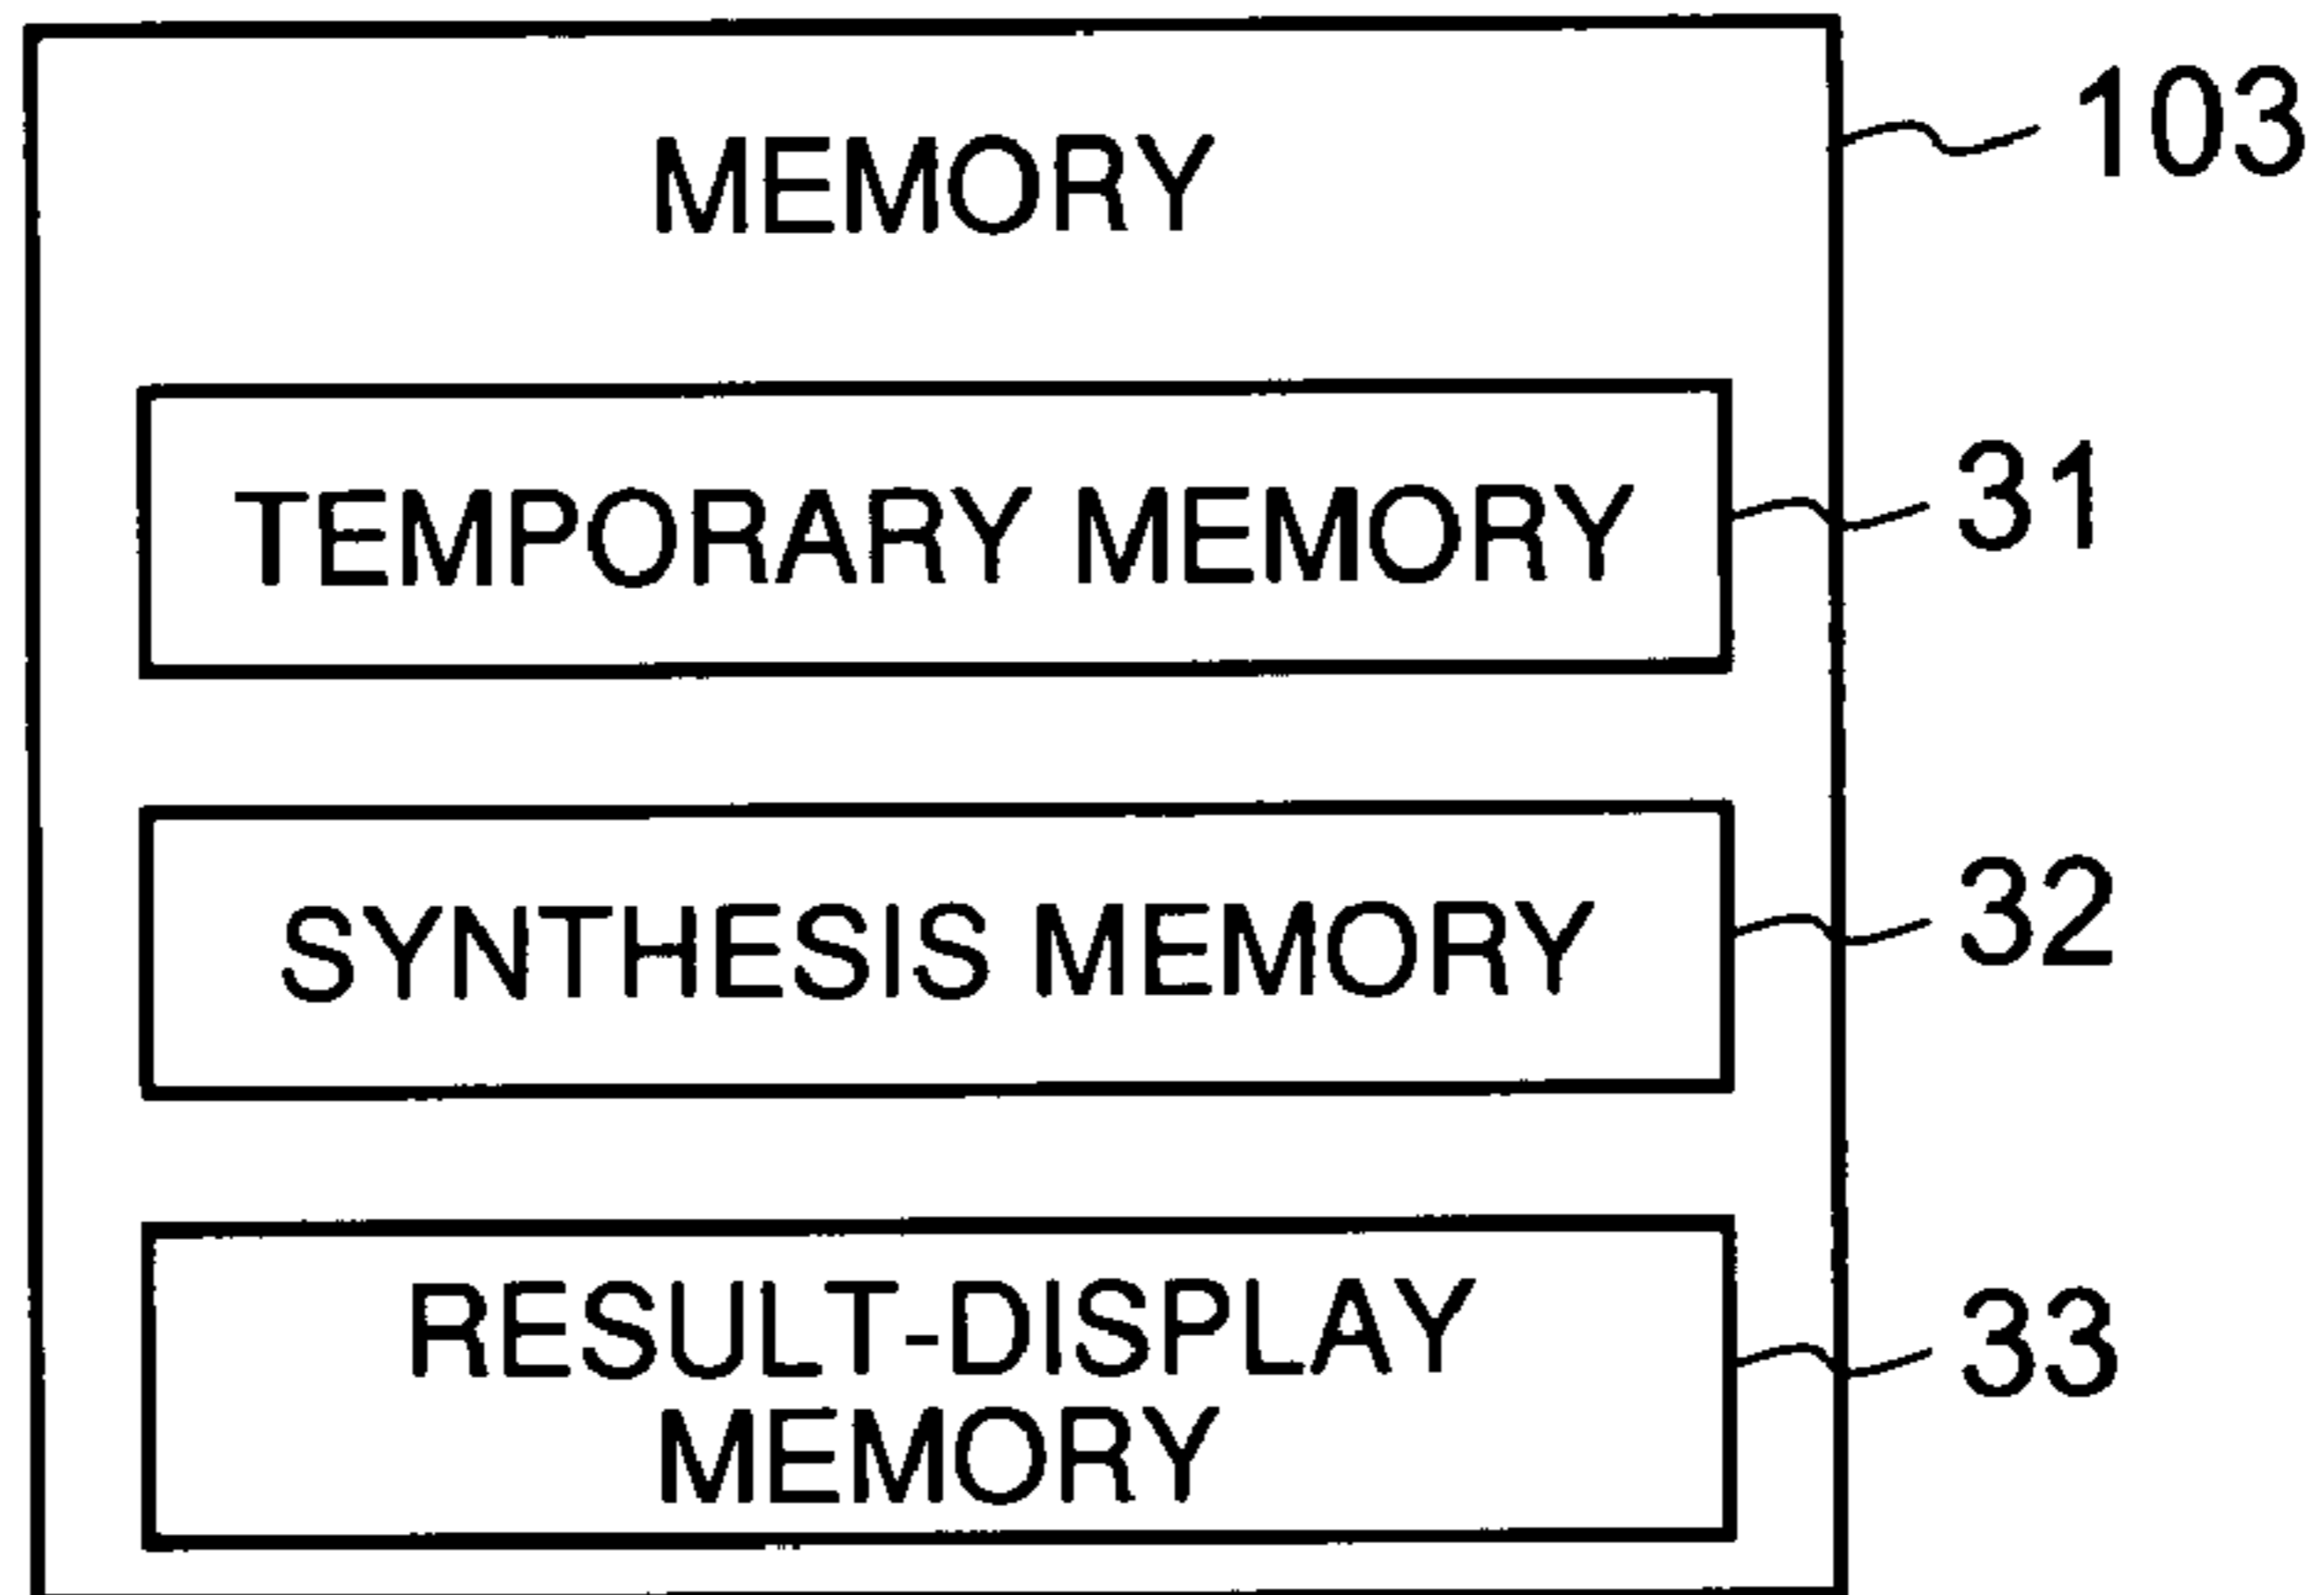 MEMORY
103
TEMPORARY MEMORY
31
SYNTHESIS MEMORY
32
RESULT-DISPLAY
MEMORY
33